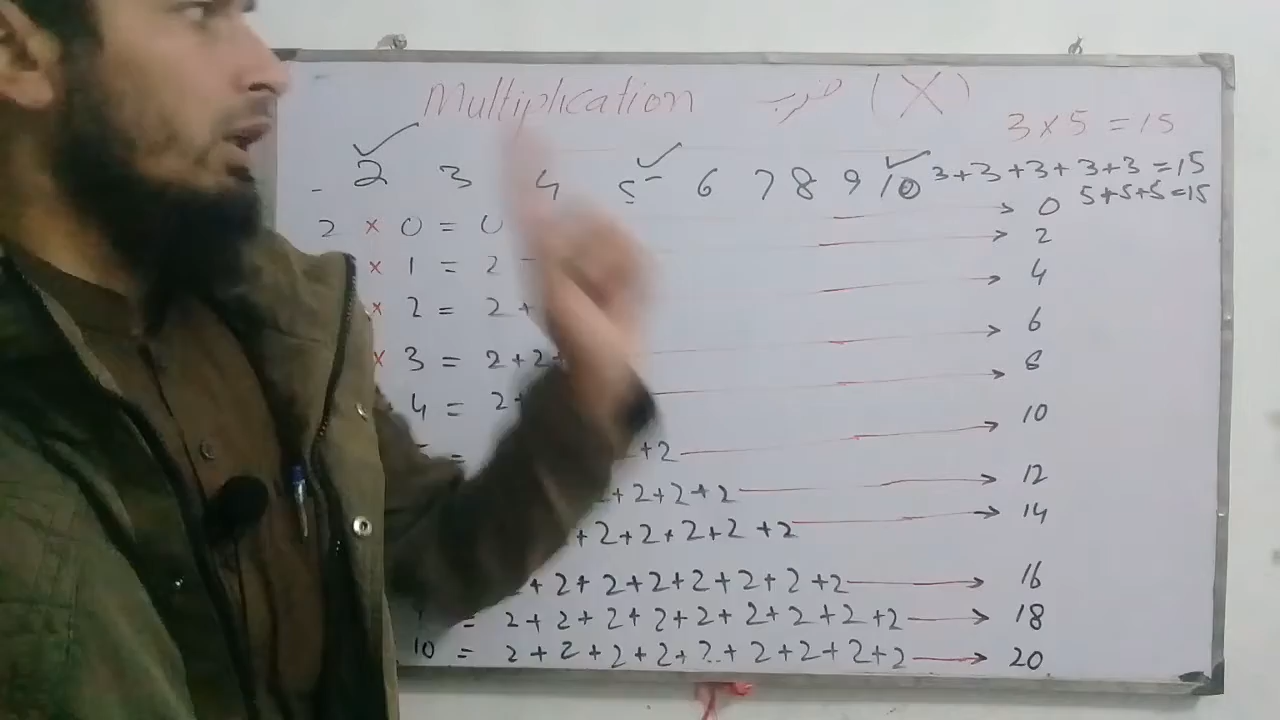 Multiplication ضرب (X)
3 × 5 = 15
2 3 4 5 6 7 8 9 10
3+3+3+3+3=15
5+5+5=15
2 × 0 = 0 → 0
× 1 = 2 → 2
× 2 = 2 + → 4
× 3 = 2+2+ → 6
4 = 2+ → 8
= +2 → 10
+2+2+2 → 12
+2+2+2+2+2 → 14
+2+2+2+2+2+2+2 → 16
= 2+2+2+2+2+2+2+2+2 → 18
10 = 2+2+2+2+2+2+2+2+2 → 20